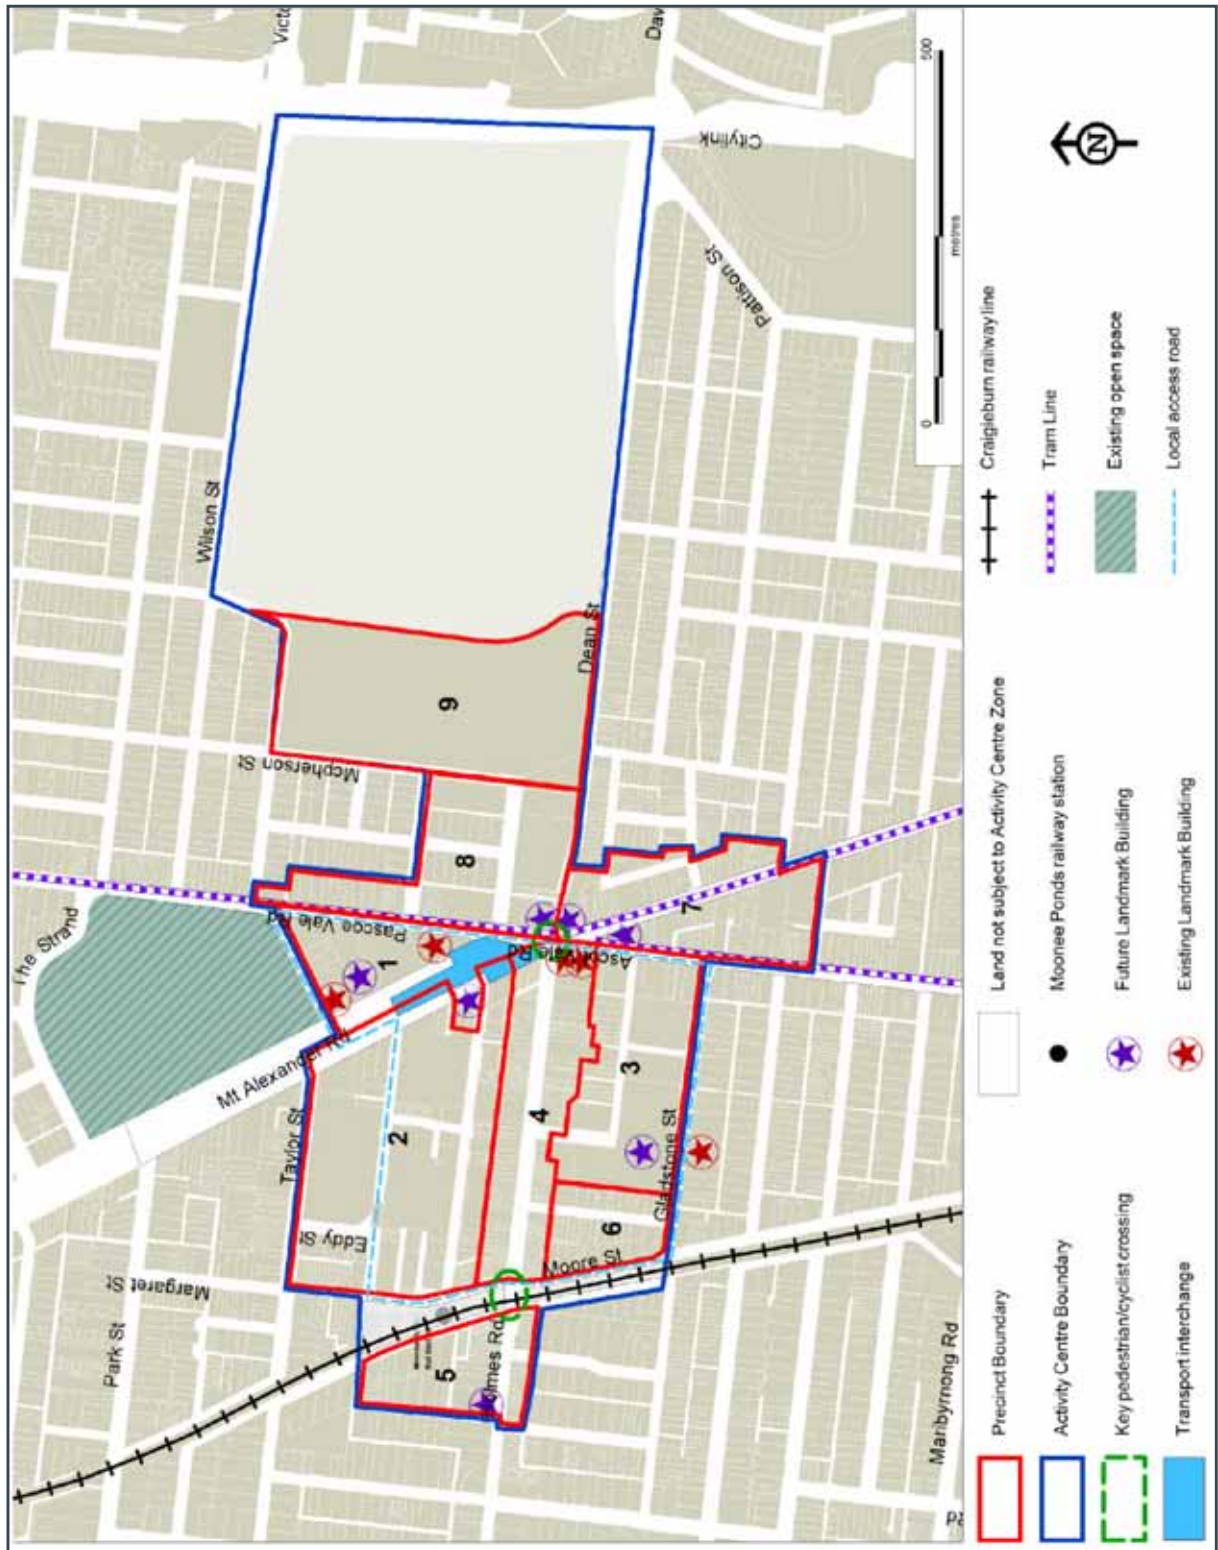 Victo
Dav
The Strand
Wilson St
Citylink
Pattison St
Mcpherson St
Dean St
Pascoe Vale Rd
Ascot Vale Rd
Mt Alexander Rd
Taylor St
Eddy St
Margaret St
Park St
Gladstone St
Moore St
Holmes Rd
Maribyrnong Rd
Rd
1
2
3
4
5
6
7
8
9
0
500
metres
N
Precinct Boundary
Activity Centre Boundary
Key pedestrian/cyclist crossing
Transport interchange
Land not subject to Activity Centre Zone
Moonee Ponds railway station
Future Landmark Building
Existing Landmark Building
Craigieburn railway line
Tram Line
Existing open space
Local access road